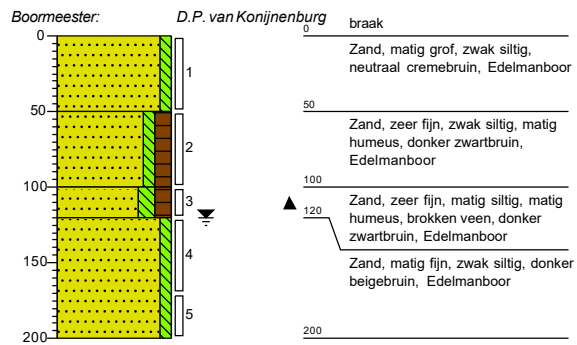 Boormeester: D.P. van Konijnenburg
0
50
100
150
200
1
2
3
4
5
braak
0
Zand, matig grof, zwak siltig,
neutraal cremebruin, Edelmanboor
50
Zand, zeer fijn, zwak siltig, matig
humeus, donker zwartbruin,
Edelmanboor
100
Zand, zeer fijn, matig siltig, matig
humeus, brokken veen, donker
zwartbruin, Edelmanboor
120
Zand, matig fijn, zwak siltig, donker
beigebruin, Edelmanboor
200